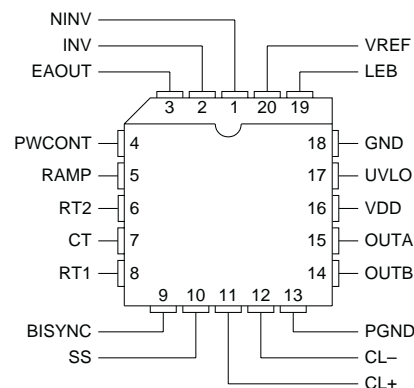 NINV
INV VREF
EAOUT LEB
3 2 1 20 19
PWCONT 4 18 GND
RAMP 5 17 UVLO
RT2 6 16 VDD
CT 7 15 OUTA
RT1 8 14 OUTB
9 10 11 12 13
BISYNC PGND
SS CL–
CL+